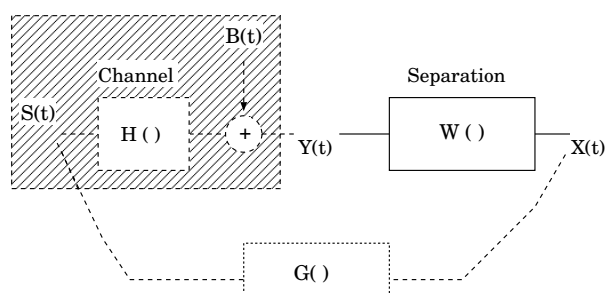 B(t)
Channel
Separation
S(t)
H ( )
+
Y(t)
W ( )
X(t)
G( )